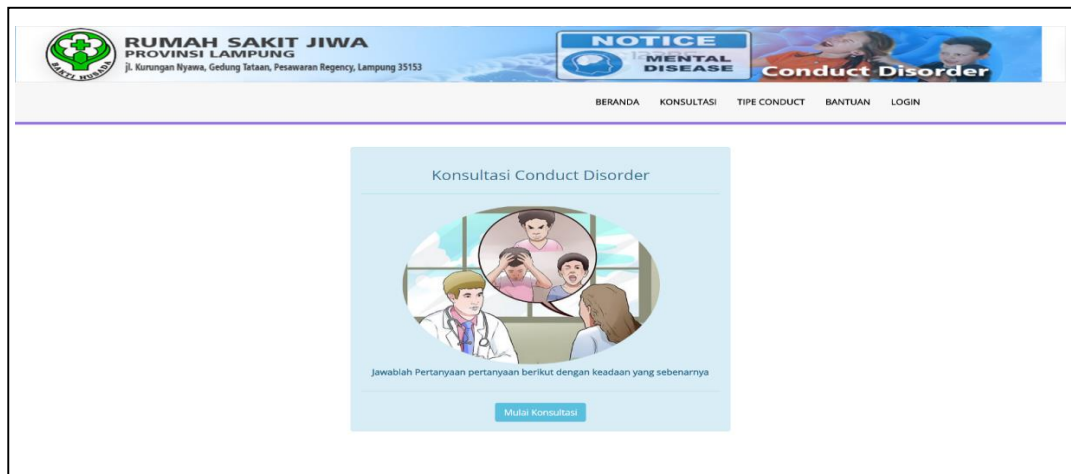 RUMAH SAKIT JIWA
PROVINSI LAMPUNG
Jl. Kurungan Nyawa, Gedung Tataan, Pesawaran Regency, Lampung 35153
BAKTI HUSADA
NOTICE
MENTAL
DISEASE
Conduct Disorder
BERANDA KONSULTASI TIPE CONDUCT BANTUAN LOGIN
Konsultasi Conduct Disorder
Jawablah Pertanyaan pertanyaan berikut dengan keadaan yang sebenarnya
Mulai Konsultasi